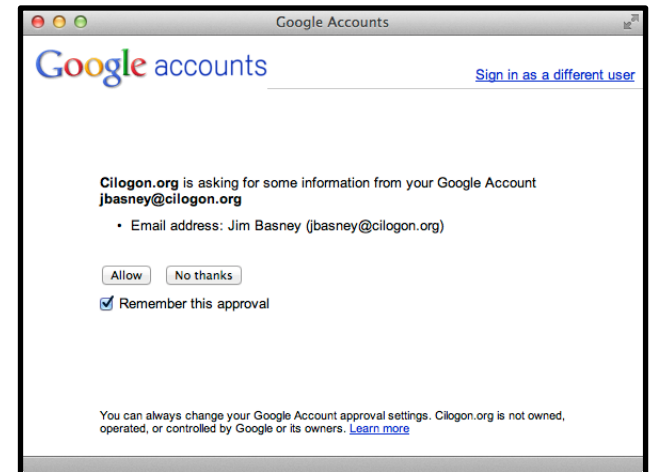 Google Accounts
Google accounts
Sign in as a different user
Cilogon.org is asking for some information from your Google Account
jbasney@cilogon.org
• Email address: Jim Basney (jbasney@cilogon.org)
Allow No thanks
Remember this approval
You can always change your Google Account approval settings. Cilogon.org is not owned,
operated, or controlled by Google or its owners. Learn more